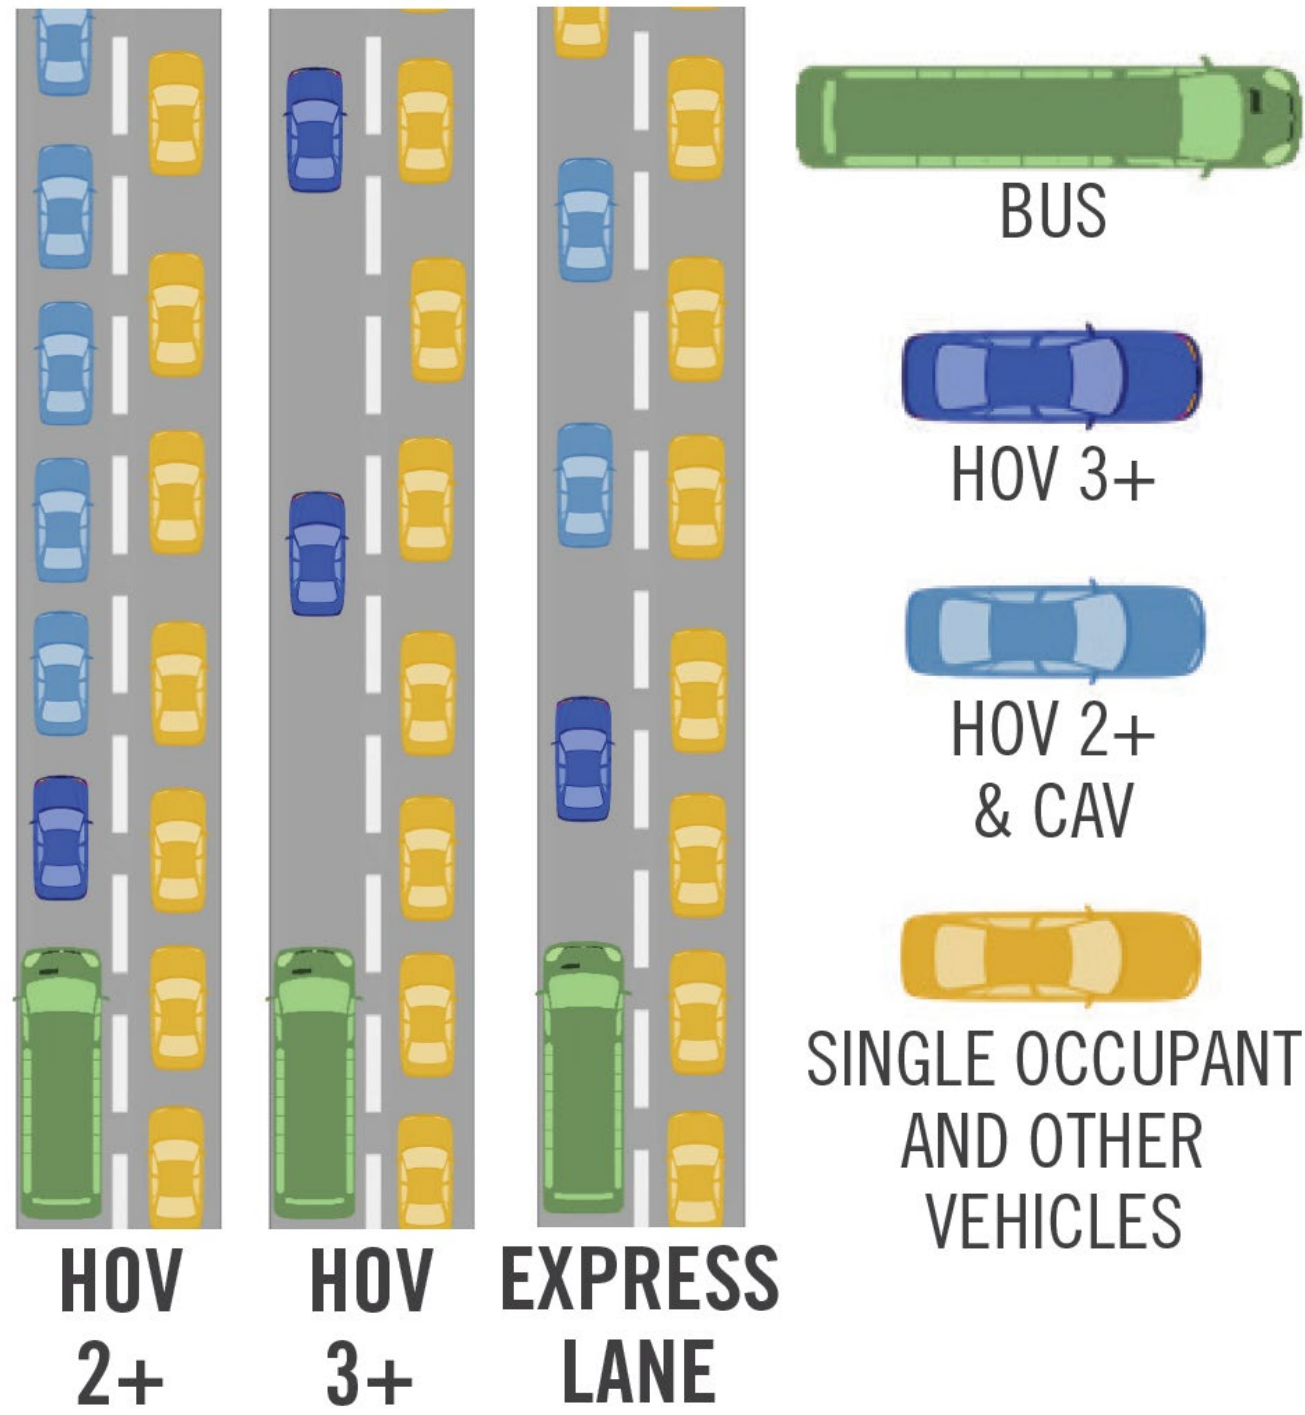 BUS
HOV 3+
HOV 2+
& CAV
SINGLE OCCUPANT
AND OTHER
VEHICLES
HOV
2+
HOV
3+
EXPRESS
LANE